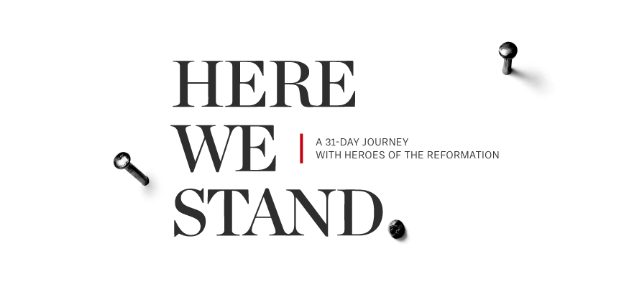 HERE
WE
A 31-DAY JOURNEY
WITH HEROES OF THE REFORMATION
STAND.